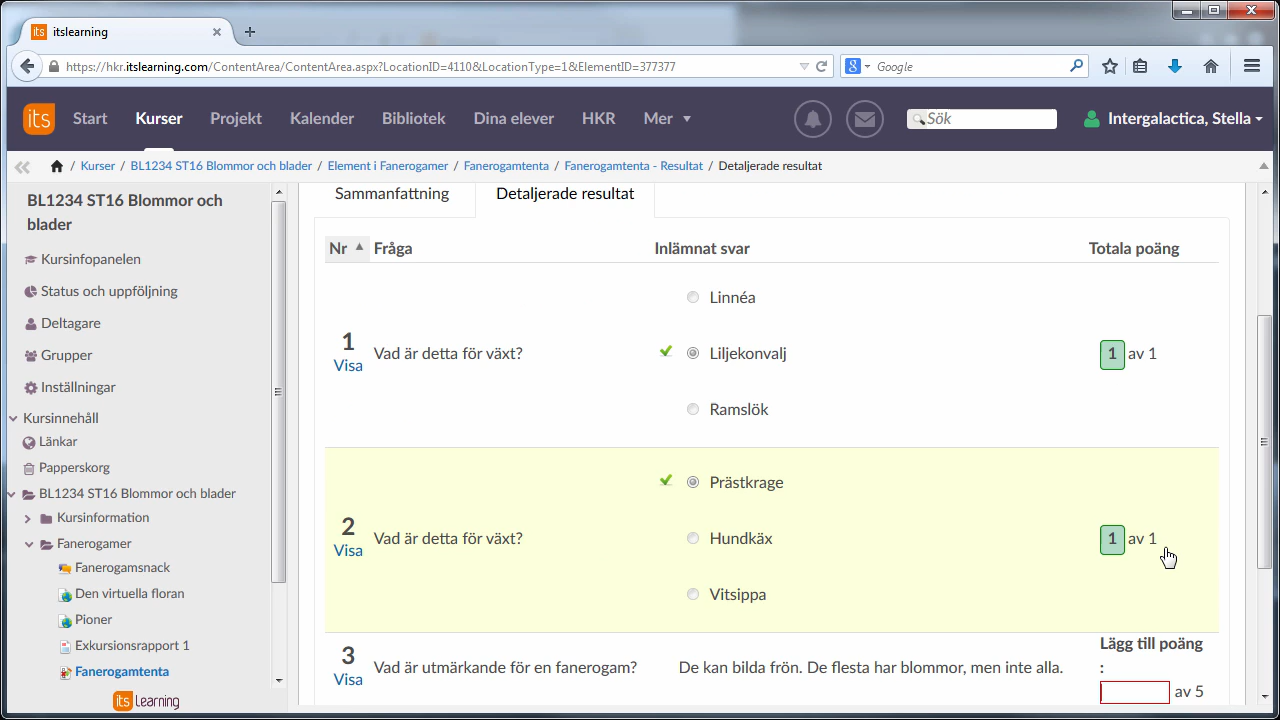 its itslearning
https://hkr.itslearning.com/ContentArea/ContentArea.aspx?LocationID=4110&LocationType=1&ElementID=377377
Google
its Start Kurser Projekt Kalender Bibliotek Dina elever HKR Mer Sök Intergalactica, Stella
/ Kurser / BL1234 ST16 Blommor och blader / Element i Fanerogamer / Fanerogamtenta / Fanerogamtenta - Resultat / Detaljerade resultat
BL1234 ST16 Blommor och
blader
Kursinfopanelen
Status och uppföljning
Deltagare
Grupper
Inställningar
Kursinnehåll
Länkar
Papperskorg
BL1234 ST16 Blommor och blader
Kursinformation
Fanerogamer
Fanerogamsnack
Den virtuella floran
Pioner
Exkursionsrapport 1
Fanerogamtenta
its learning
Sammanfattning Detaljerade resultat
Nr Fråga Inlämnat svar Totala poäng
Linnéa
1
Visa
Vad är detta för växt?
Liljekonvalj
1 av 1
Ramslök
Prästkrage
2
Visa
Vad är detta för växt?
Hundkäx
1 av 1
Vitsippa
3
Visa
Vad är utmärkande för en fanerogam?
De kan bilda frön. De flesta har blommor, men inte alla.
Lägg till poäng
:
av 5